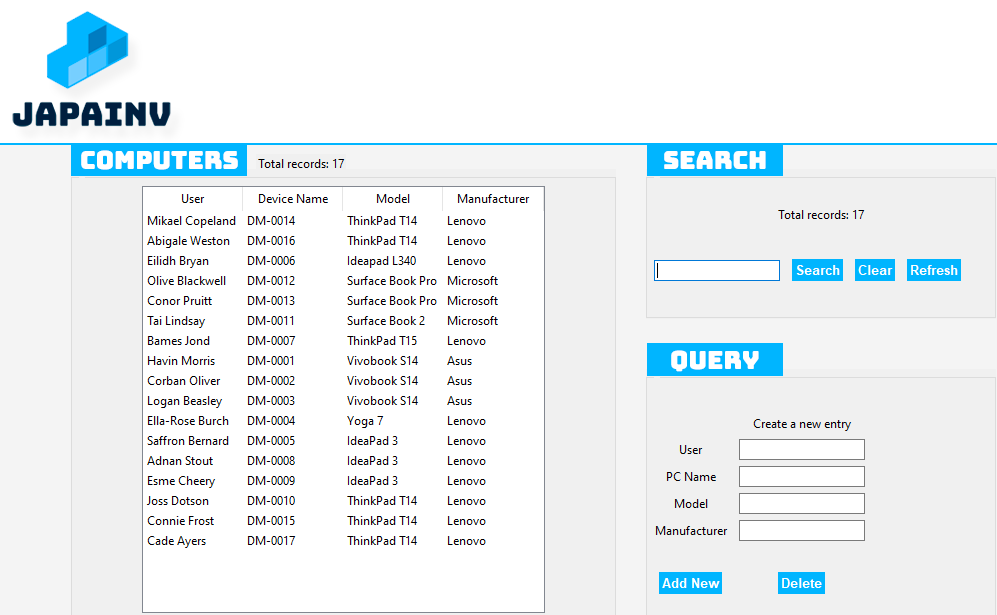 JAPAINV
COMPUTERS
Total records: 17
User Device Name Model Manufacturer
Mikael Copeland DM-0014 ThinkPad T14 Lenovo
Abigale Weston DM-0016 ThinkPad T14 Lenovo
Eilidh Bryan DM-0006 Ideapad L340 Lenovo
Olive Blackwell DM-0012 Surface Book Pro Microsoft
Conor Pruitt DM-0013 Surface Book Pro Microsoft
Tai Lindsay DM-0011 Surface Book 2 Microsoft
Bames Jond DM-0007 ThinkPad T15 Lenovo
Havin Morris DM-0001 Vivobook S14 Asus
Corban Oliver DM-0002 Vivobook S14 Asus
Logan Beasley DM-0003 Vivobook S14 Asus
Ella-Rose Burch DM-0004 Yoga 7 Lenovo
Saffron Bernard DM-0005 IdeaPad 3 Lenovo
Adnan Stout DM-0008 IdeaPad 3 Lenovo
Esme Cheery DM-0009 IdeaPad 3 Lenovo
Joss Dotson DM-0010 ThinkPad T14 Lenovo
Connie Frost DM-0015 ThinkPad T14 Lenovo
Cade Ayers DM-0017 ThinkPad T14 Lenovo
SEARCH
Total records: 17
Search Clear Refresh
QUERY
Create a new entry
User
PC Name
Model
Manufacturer
Add New Delete